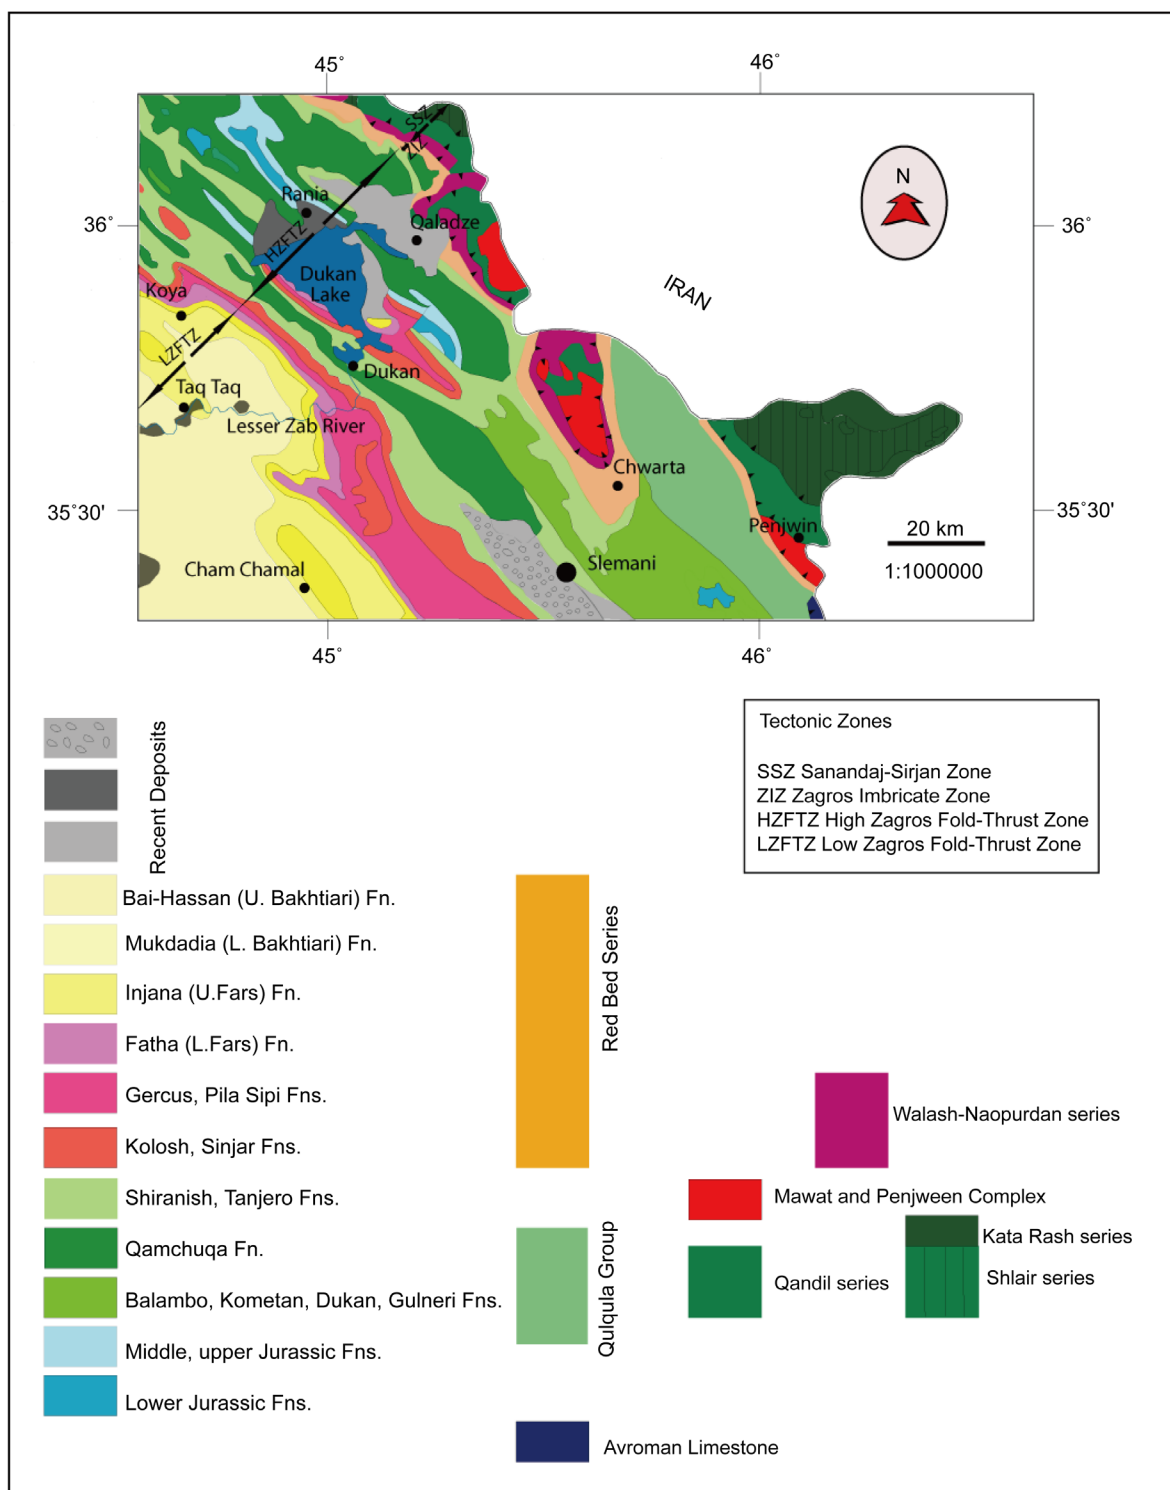 45°
46°
SSZ
ZIZ
N
Rania
36°
Qaladze
36°
HZFTZ
Dukan
Lake
IRAN
Koya
LZFTZ
Dukan
Taq Taq
Lesser Zab River
Chwarta
35°30'
Penjwin
20 km
35°30'
Slemani
Cham Chamal
1:1000000
45°
46°
Recent Deposits
Tectonic Zones
SSZ Sanandaj-Sirjan Zone
ZIZ Zagros Imbricate Zone
HZFTZ High Zagros Fold-Thrust Zone
LZFTZ Low Zagros Fold-Thrust Zone
Bai-Hassan (U. Bakhtiari) Fn.
Mukdadia (L. Bakhtiari) Fn.
Injana (U.Fars) Fn.
Fatha (L.Fars) Fn.
Gercus, Pila Sipi Fns.
Kolosh, Sinjar Fns.
Shiranish, Tanjero Fns.
Qamchuqa Fn.
Balambo, Kometan, Dukan, Gulneri Fns.
Middle, upper Jurassic Fns.
Lower Jurassic Fns.
Red Bed Series
Qulqula Group
Avroman Limestone
Walash-Naopurdan series
Mawat and Penjween Complex
Kata Rash series
Qandil series
Shlair series